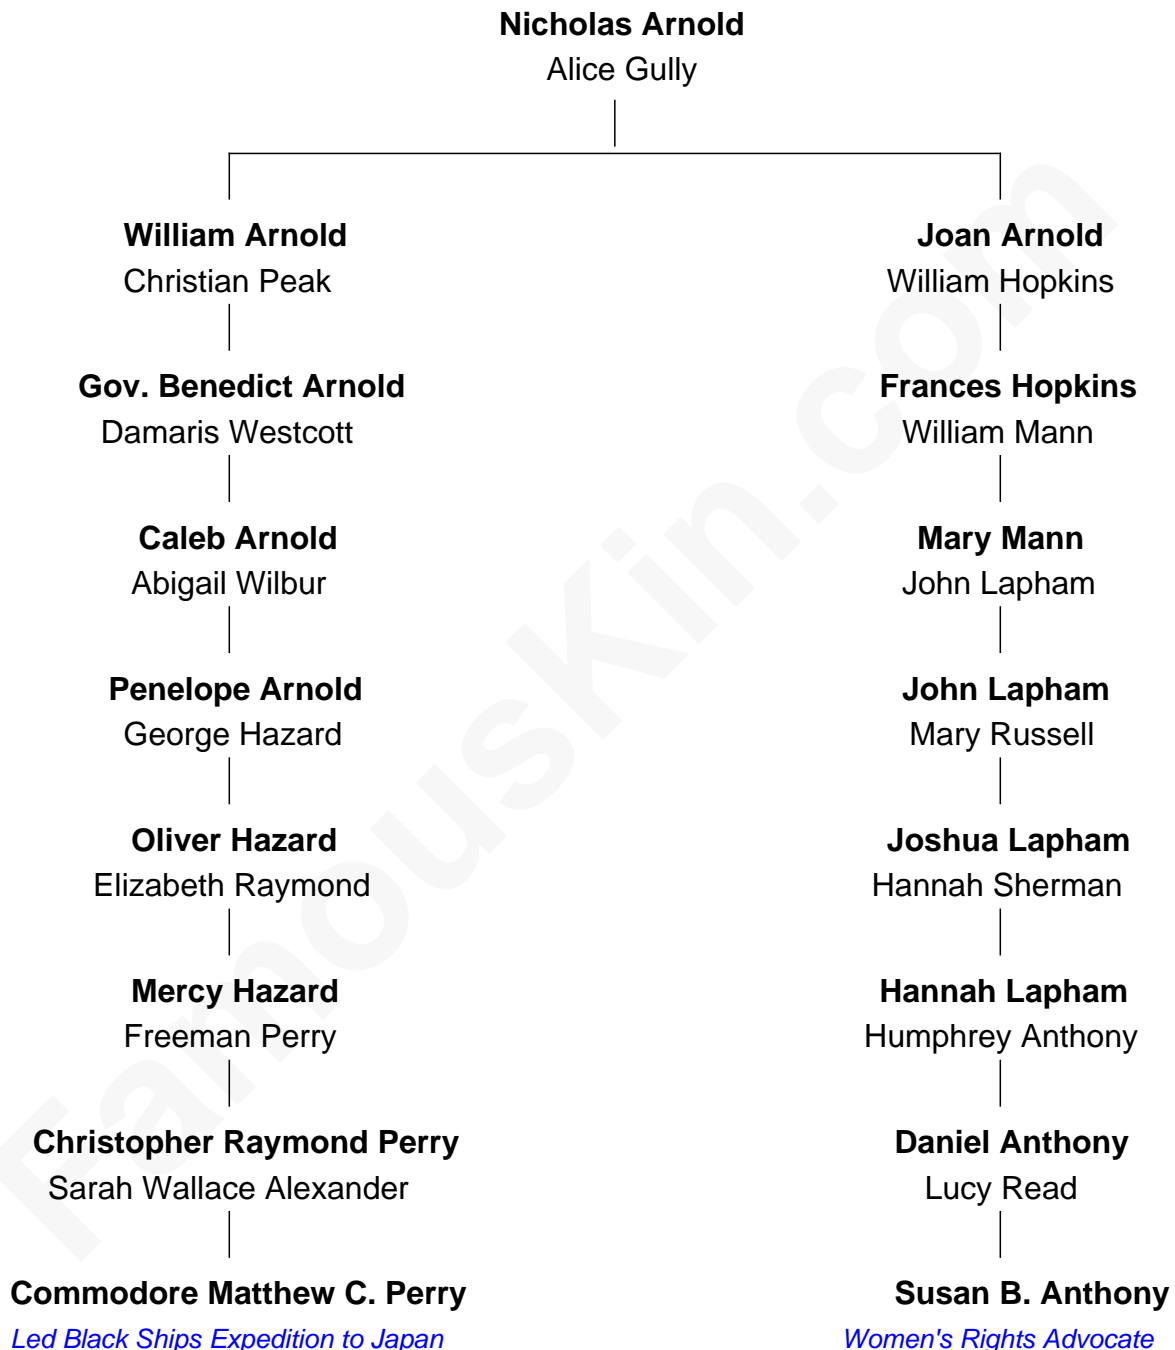 Nicholas Arnold
Alice Gully
William Arnold
Christian Peak
Joan Arnold
William Hopkins
Gov. Benedict Arnold
Damaris Westcott
Frances Hopkins
William Mann
Caleb Arnold
Abigail Wilbur
Mary Mann
John Lapham
Penelope Arnold
George Hazard
John Lapham
Mary Russell
Oliver Hazard
Elizabeth Raymond
Joshua Lapham
Hannah Sherman
Mercy Hazard
Freeman Perry
Hannah Lapham
Humphrey Anthony
Christopher Raymond Perry
Sarah Wallace Alexander
Daniel Anthony
Lucy Read
Commodore Matthew C. Perry
Led Black Ships Expedition to Japan
Susan B. Anthony
Women's Rights Advocate
FamousKin.com